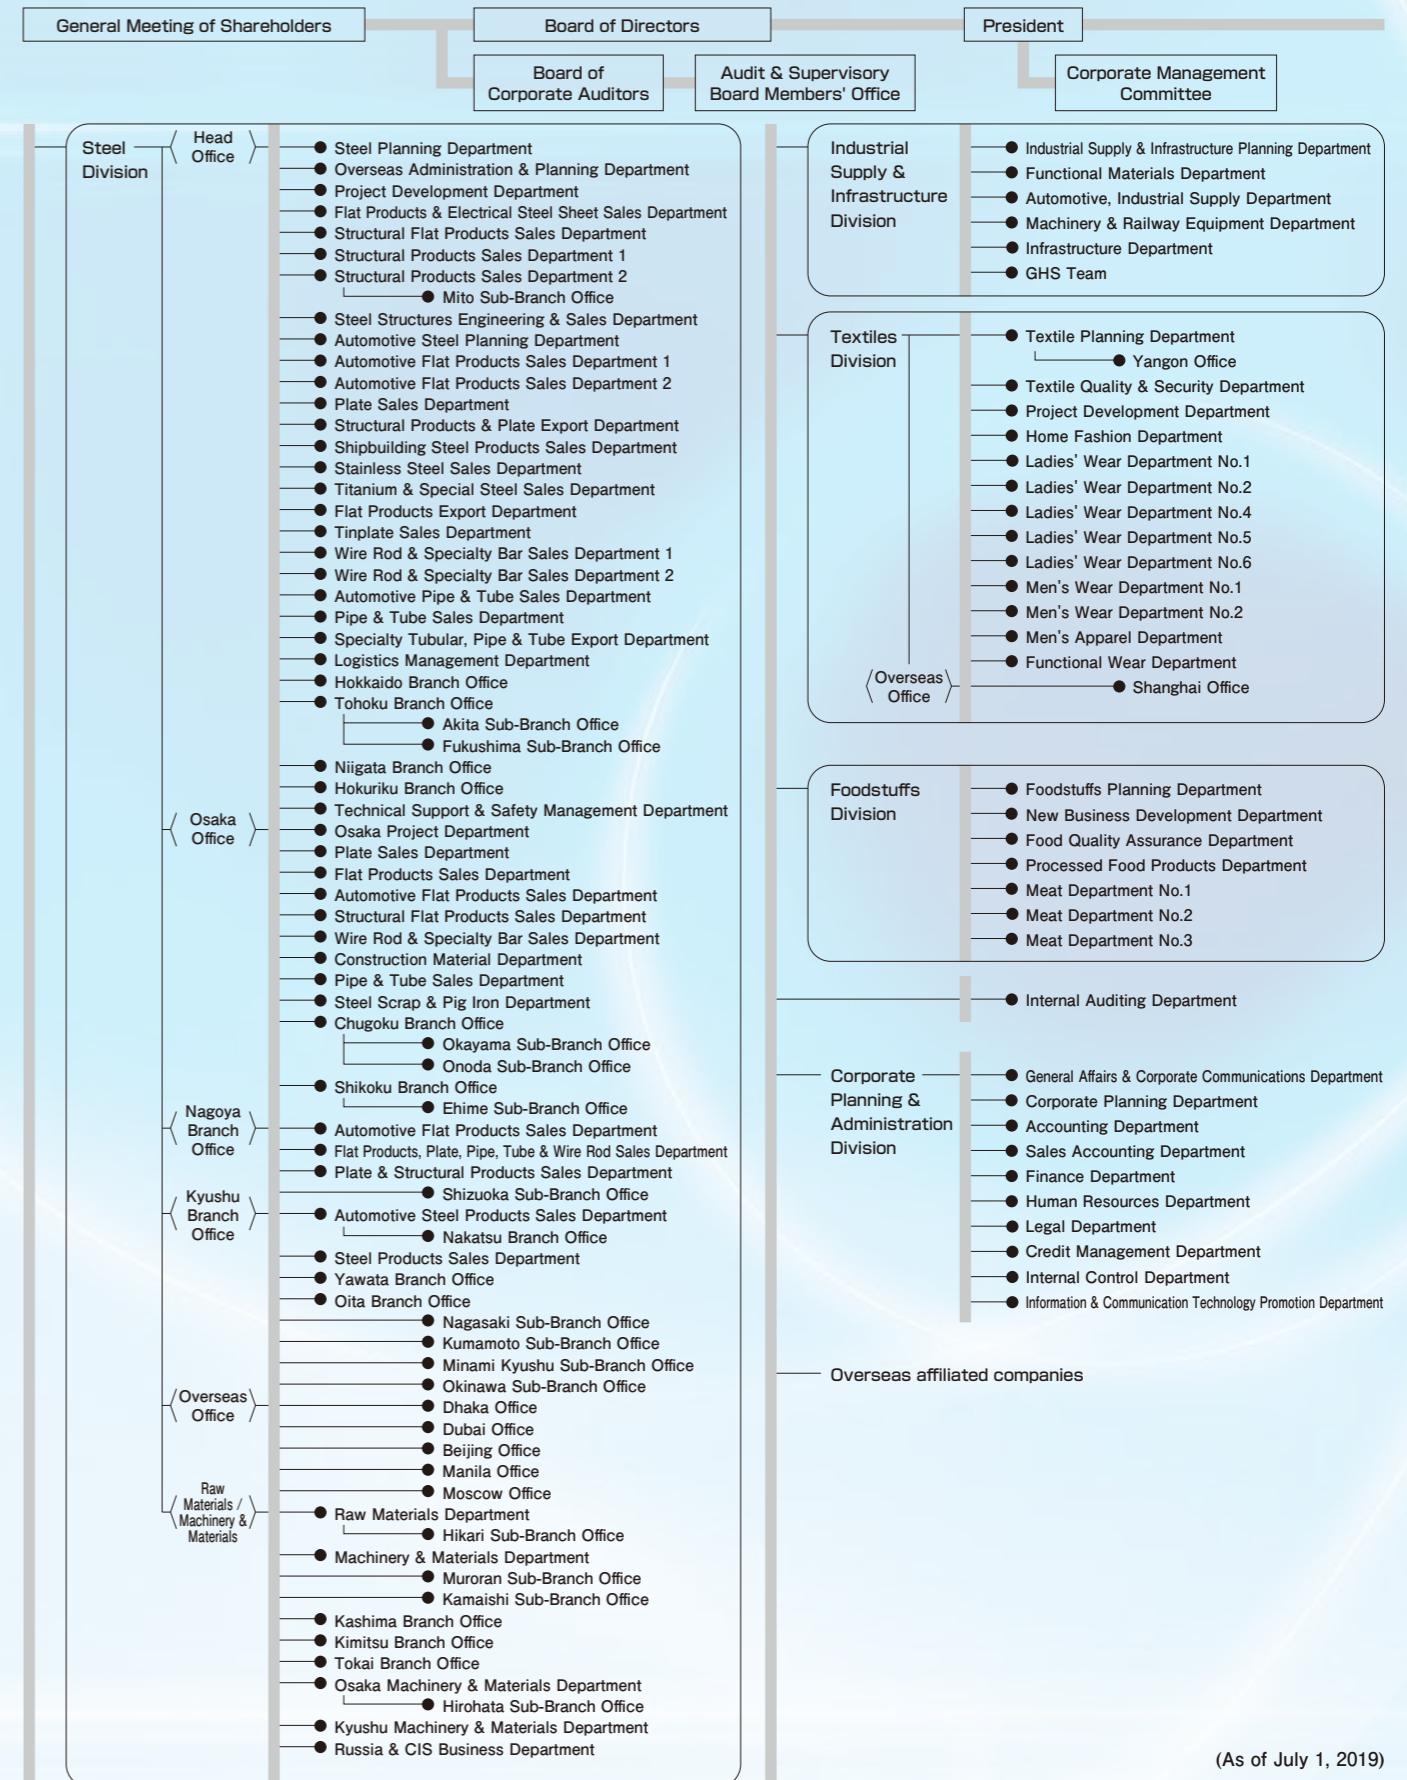 General Meeting of Shareholders
Board of Directors
President
Board of
Corporate Auditors
Audit & Supervisory
Board Members' Office
Corporate Management
Committee
Steel
Division
Head
Office
Steel Planning Department
Overseas Administration & Planning Department
Project Development Department
Flat Products & Electrical Steel Sheet Sales Department
Structural Flat Products Sales Department
Structural Products Sales Department 1
Structural Products Sales Department 2
Mito Sub-Branch Office
Steel Structures Engineering & Sales Department
Automotive Steel Planning Department
Automotive Flat Products Sales Department 1
Automotive Flat Products Sales Department 2
Plate Sales Department
Structural Products & Plate Export Department
Shipbuilding Steel Products Sales Department
Stainless Steel Sales Department
Titanium & Special Steel Sales Department
Flat Products Export Department
Tinplate Sales Department
Wire Rod & Specialty Bar Sales Department 1
Wire Rod & Specialty Bar Sales Department 2
Automotive Pipe & Tube Sales Department
Pipe & Tube Sales Department
Specialty Tubular, Pipe & Tube Export Department
Logistics Management Department
Hokkaido Branch Office
Tohoku Branch Office
Akita Sub-Branch Office
Fukushima Sub-Branch Office
Niigata Branch Office
Hokuriku Branch Office
Technical Support & Safety Management Department
Osaka
Office
Osaka Project Department
Plate Sales Department
Flat Products Sales Department
Automotive Flat Products Sales Department
Structural Flat Products Sales Department
Wire Rod & Specialty Bar Sales Department
Construction Material Department
Pipe & Tube Sales Department
Steel Scrap & Pig Iron Department
Chugoku Branch Office
Okayama Sub-Branch Office
Onoda Sub-Branch Office
Shikoku Branch Office
Ehime Sub-Branch Office
Nagoya
Branch
Office
Automotive Flat Products Sales Department
Flat Products, Plate, Pipe, Tube & Wire Rod Sales Department
Plate & Structural Products Sales Department
Shizuoka Sub-Branch Office
Kyushu
Branch
Office
Automotive Steel Products Sales Department
Nakatsu Branch Office
Steel Products Sales Department
Yawata Branch Office
Oita Branch Office
Nagasaki Sub-Branch Office
Kumamoto Sub-Branch Office
Minami Kyushu Sub-Branch Office
Okinawa Sub-Branch Office
Overseas
Office
Dhaka Office
Dubai Office
Beijing Office
Manila Office
Moscow Office
Raw
Materials /
Machinery &
Materials
Raw Materials Department
Hikari Sub-Branch Office
Machinery & Materials Department
Muroran Sub-Branch Office
Kamaishi Sub-Branch Office
Kashima Branch Office
Kimitsu Branch Office
Tokai Branch Office
Osaka Machinery & Materials Department
Hirohata Sub-Branch Office
Kyushu Machinery & Materials Department
Russia & CIS Business Department
Industrial
Supply &
Infrastructure
Division
Industrial Supply & Infrastructure Planning Department
Functional Materials Department
Automotive, Industrial Supply Department
Machinery & Railway Equipment Department
Infrastructure Department
GHS Team
Textiles
Division
Textile Planning Department
Yangon Office
Textile Quality & Security Department
Project Development Department
Home Fashion Department
Ladies' Wear Department No.1
Ladies' Wear Department No.2
Ladies' Wear Department No.4
Ladies' Wear Department No.5
Ladies' Wear Department No.6
Men's Wear Department No.1
Men's Wear Department No.2
Men's Apparel Department
Functional Wear Department
Overseas
Office
Shanghai Office
Foodstuffs
Division
Foodstuffs Planning Department
New Business Development Department
Food Quality Assurance Department
Processed Food Products Department
Meat Department No.1
Meat Department No.2
Meat Department No.3
Internal Auditing Department
Corporate
Planning &
Administration
Division
General Affairs & Corporate Communications Department
Corporate Planning Department
Accounting Department
Sales Accounting Department
Finance Department
Human Resources Department
Legal Department
Credit Management Department
Internal Control Department
Information & Communication Technology Promotion Department
Overseas affiliated companies
(As of July 1, 2019)